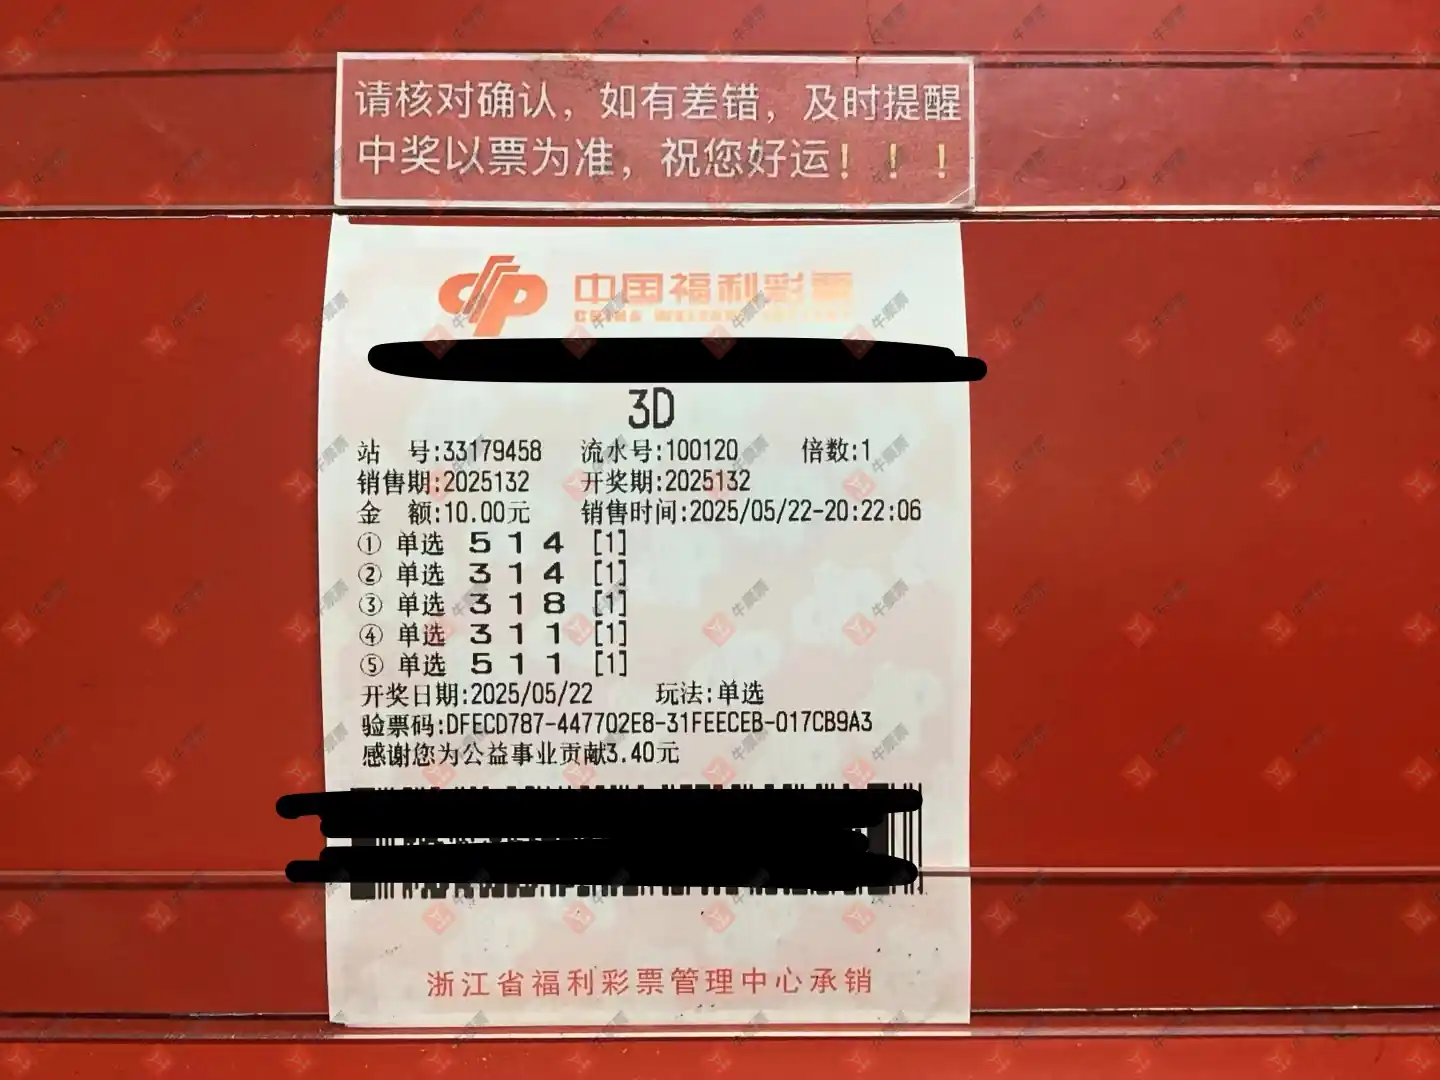 请核对确认，如有差错，及时提醒
中奖以票为准，祝您好运！！！
中国福利彩票
CHINA WELFARE LOTTERY
3D
站 号:33179458 流水号:100120 倍数:1
销售期:2025132 开奖期:2025132
金 额:10.00元 销售时间:2025/05/22-20:22:06
① 单选 5 1 4 [1]
② 单选 3 1 4 [1]
③ 单选 3 1 8 [1]
④ 单选 3 1 1 [1]
⑤ 单选 5 1 1 [1]
开奖日期:2025/05/22 玩法:单选
验票码:DFECD787-447702E8-31FEECEB-017CB9A3
感谢您为公益事业贡献3.40元
浙江省福利彩票管理中心承销
牛票票